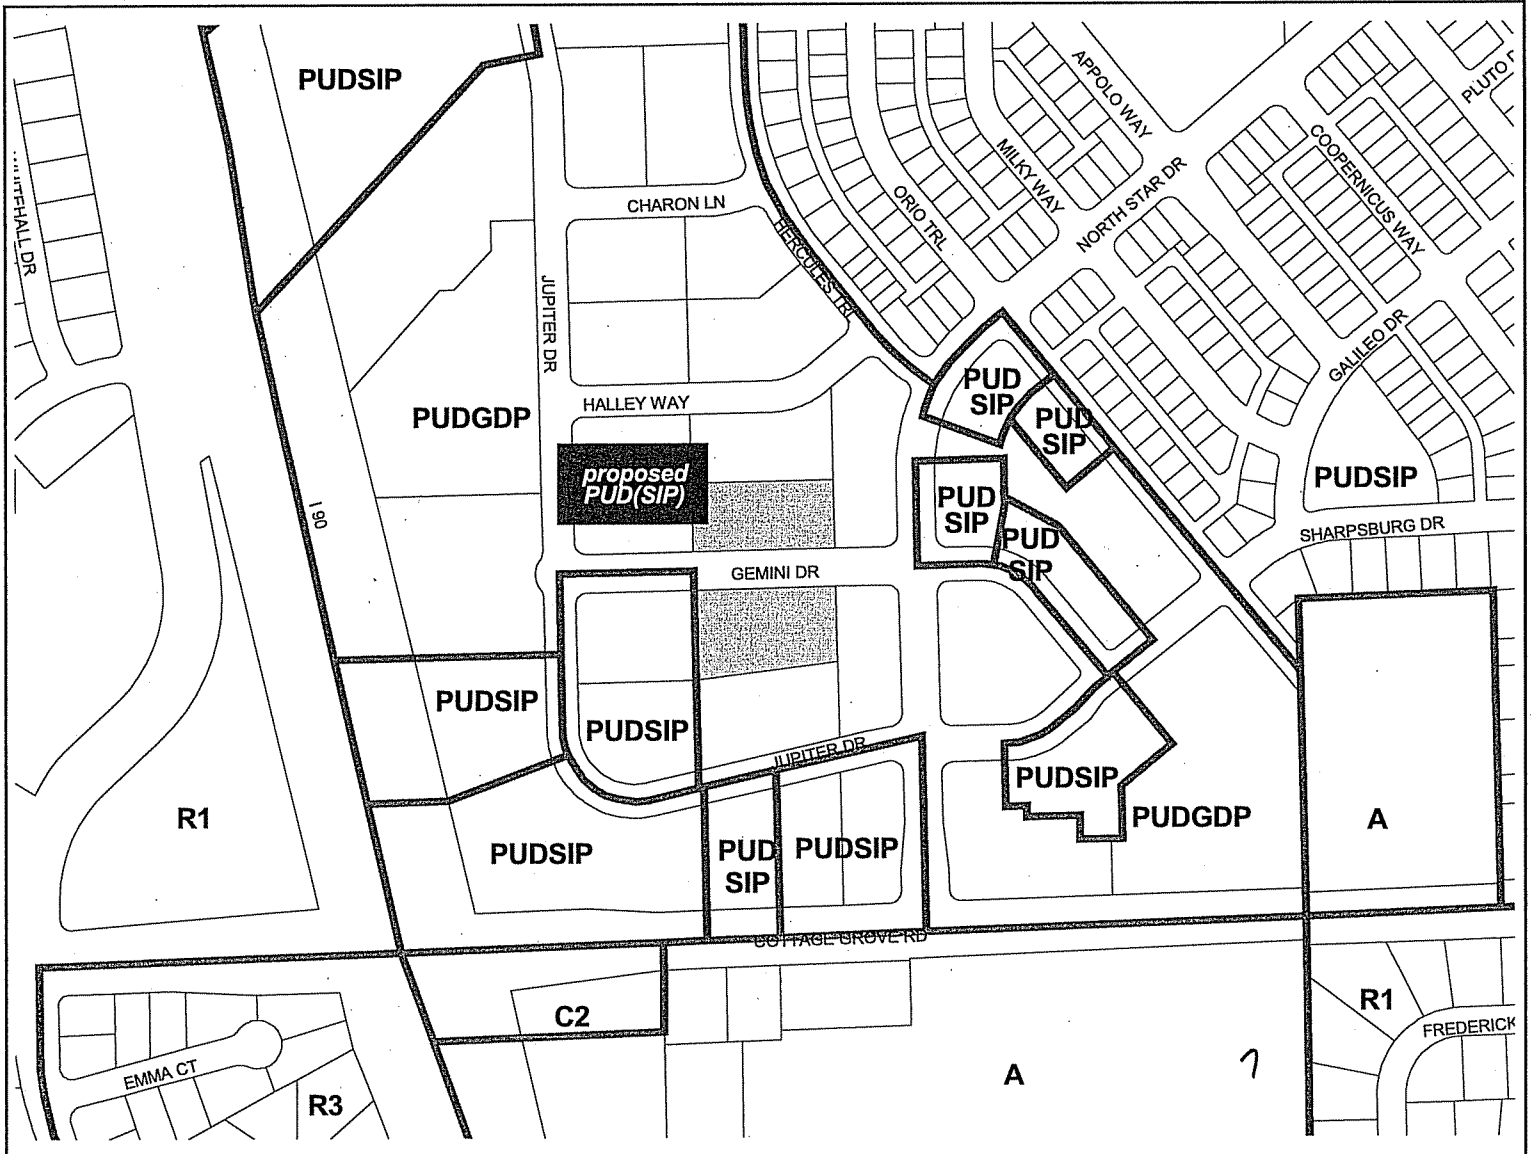 PUDSIP
APPOLO WAY
PLUTO
COOPERNICUS WAY
MILKY WAY
NORTH STAR DR
ORIO TRL
CHARON LN
HERCULES TRL
WHITEHALL DR
JUPITER DR
GALILEO DR
PUDGDP
HALLEY WAY
PUD
SIP
PUD
SIP
proposed
PUD(SIP)
PUDSIP
I 90
PUD
SIP
PUD
SIP
SHARPSBURG DR
GEMINI DR
PUDSIP
PUDSIP
JUPITER DR
PUDSIP
PUDGDP
R1
A
PUDSIP
PUD
SIP
PUDSIP
COTTAGE GROVE RD
C2
R1
FREDERICK
EMMA CT
A
R3